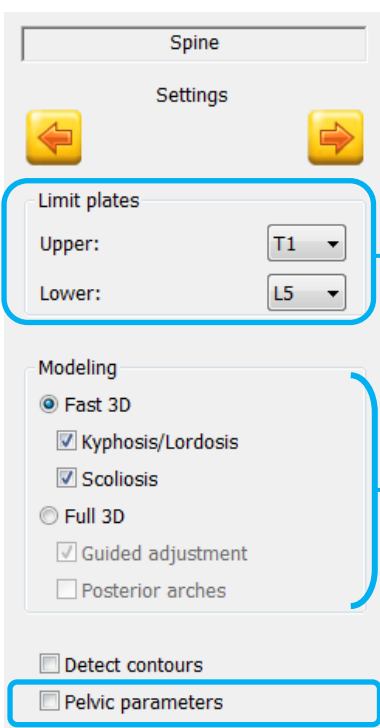 Spine
Settings
Limit plates
Upper: T1
Lower: L5
Modeling
Fast 3D
Kyphosis/Lordosis
Scoliosis
Full 3D
Guided adjustment
Posterior arches
Detect contours
Pelvic parameters